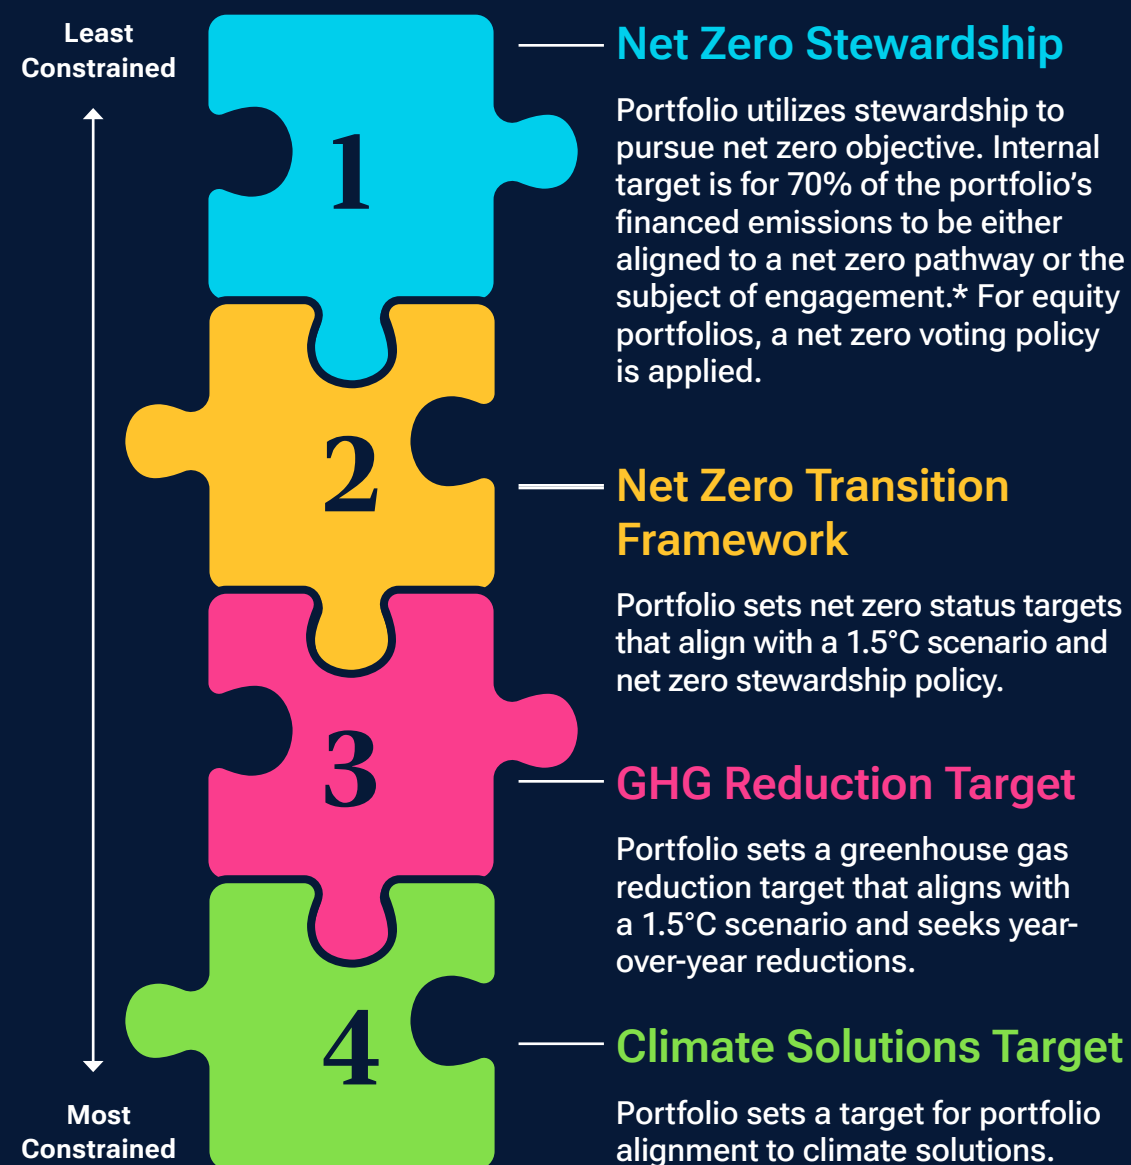 Least
Constrained
1
Net Zero Stewardship
Portfolio utilizes stewardship to
pursue net zero objective. Internal
target is for 70% of the portfolio’s
financed emissions to be either
aligned to a net zero pathway or the
subject of engagement.* For equity
portfolios, a net zero voting policy
is applied.
2
Net Zero Transition
Framework
Portfolio sets net zero status targets
that align with a 1.5°C scenario and
net zero stewardship policy.
3
GHG Reduction Target
Portfolio sets a greenhouse gas
reduction target that aligns with
a 1.5°C scenario and seeks year-
over-year reductions.
4
Climate Solutions Target
Portfolio sets a target for portfolio
alignment to climate solutions.
Most
Constrained